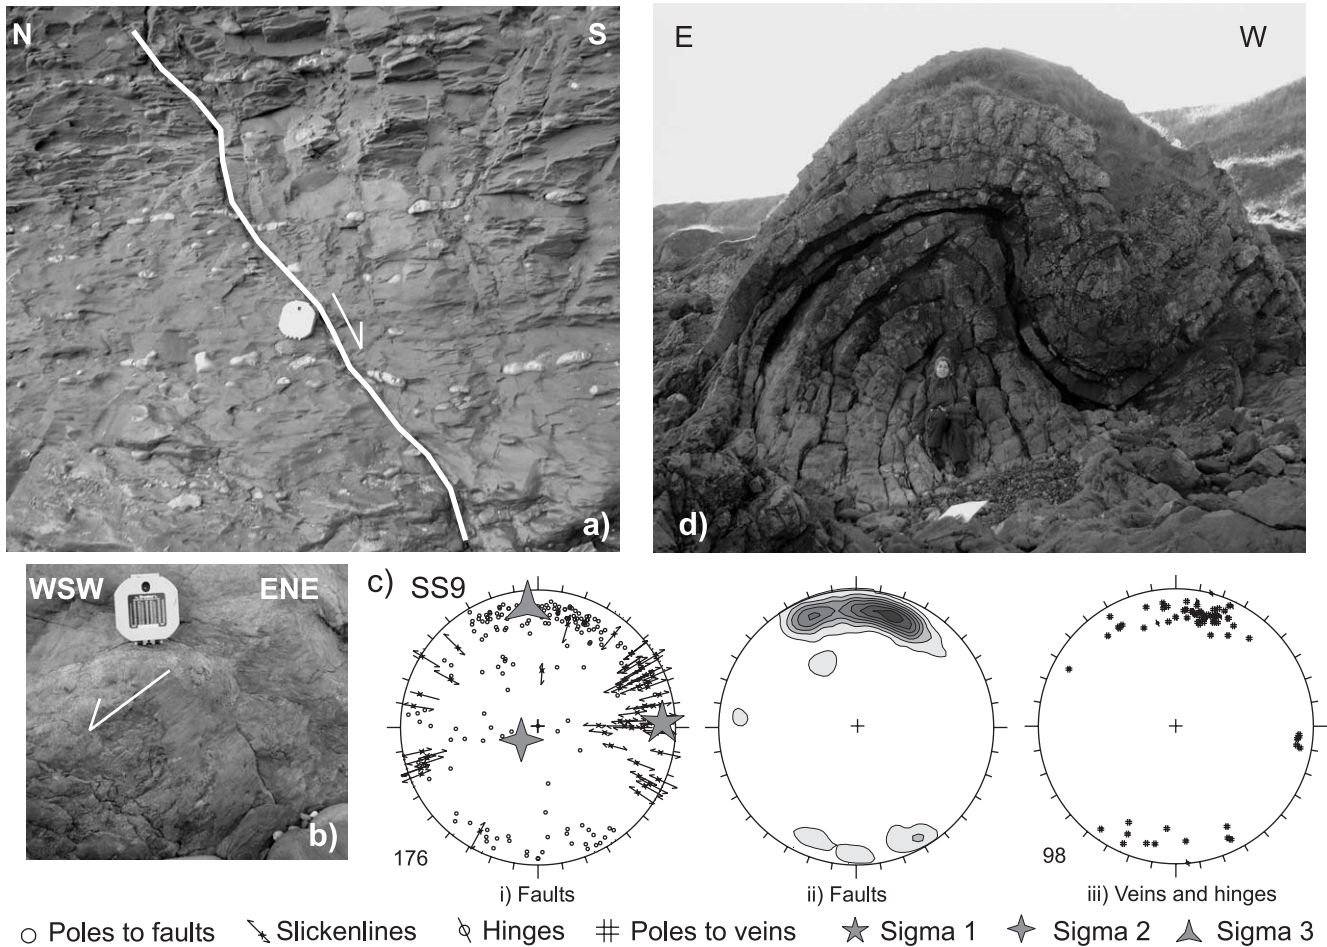 N S
a)
E W
d)
WSW ENE
b)
c) SS9
176
98
i) Faults ii) Faults iii) Veins and hinges
Poles to faults Slickenlines Hinges Poles to veins Sigma 1 Sigma 2 Sigma 3